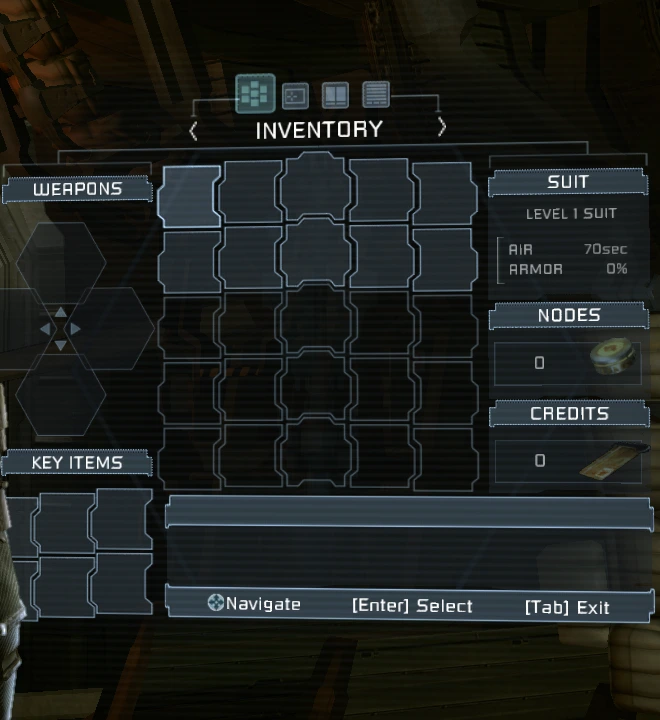 INVENTORY
WEAPONS
SUIT
LEVEL 1 SUIT
AIR 70sec
ARMOR 0%
NODES
0
CREDITS
0
KEY ITEMS
Navigate [Enter] Select [Tab] Exit